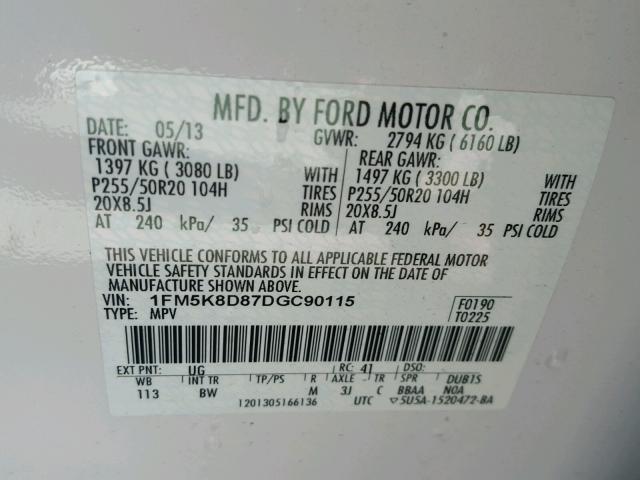 MFD. BY FORD MOTOR CO.
DATE: 05/13 GVWR: 2794 KG ( 6160 LB)
FRONT GAWR: REAR GAWR:
1397 KG ( 3080 LB) WITH 1497 KG ( 3300 LB) WITH
P255/50R20 104H TIRES P255/50R20 104H TIRES
20X8.5J RIMS 20X8.5J RIMS
AT 240 kPa/ 35 PSI COLD AT 240 kPa/ 35 PSI COLD
THIS VEHICLE CONFORMS TO ALL APPLICABLE FEDERAL MOTOR
VEHICLE SAFETY STANDARDS IN EFFECT ON THE DATE OF
MANUFACTURE SHOWN ABOVE.
VIN: 1FM5K8D87DGC90115 F0190
TYPE: MPV T0225
EXT PNT: UG RC: 41 DSO:
WB INT TR TP/PS R AXLE TR SPR DUB1S
113 BW M 3J C BBAA N0A
1201305166136 UTC ▽5U5A-1520472-BA